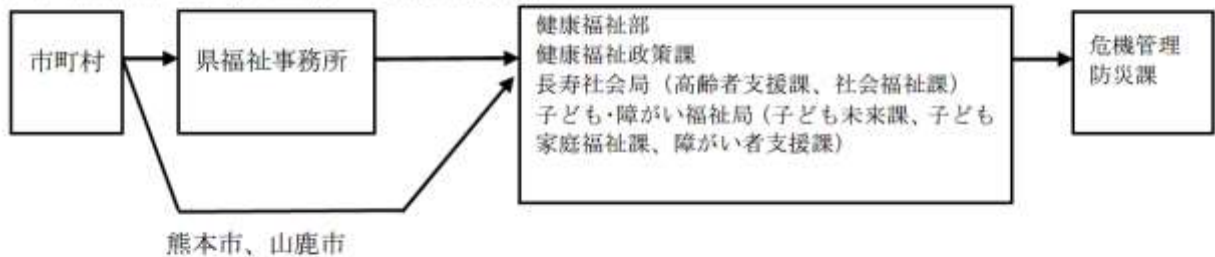 市町村
県福祉事務所
健康福祉部
健康福祉政策課
長寿社会局（高齢者支援課、社会福祉課）
子ども・障がい福祉局（子ども未来課、子ども
家庭福祉課、障がい者支援課）
危機管理
防災課
熊本市、山鹿市